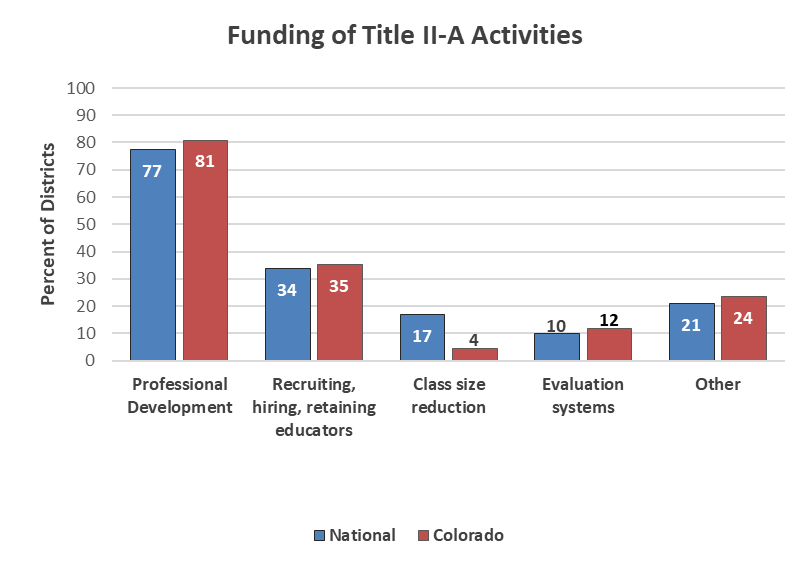 Funding of Title II-A Activities
Percent of Districts
100
90
80
70
60
50
40
30
20
10
0
77
81
34
35
17
4
10
12
21
24
Professional
Development
Recruiting,
hiring, retaining
educators
Class size
reduction
Evaluation
systems
Other
National
Colorado